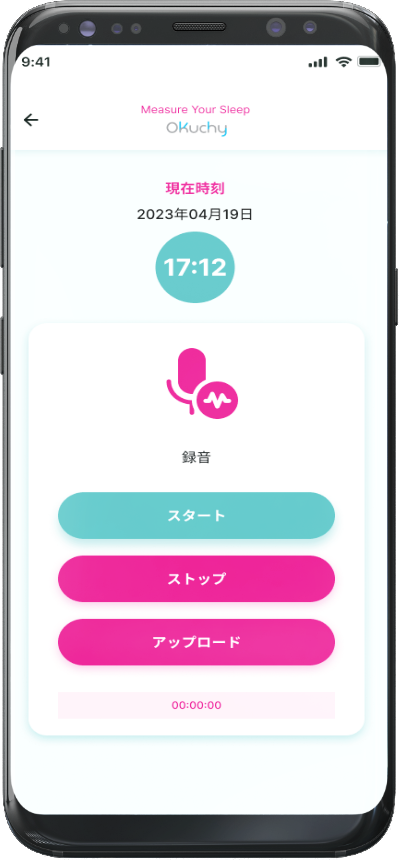 9:41
Measure Your Sleep
OKuchy
現在時刻
2023年04月19日
17:12
録音
スタート
ストップ
アップロード
00:00:00